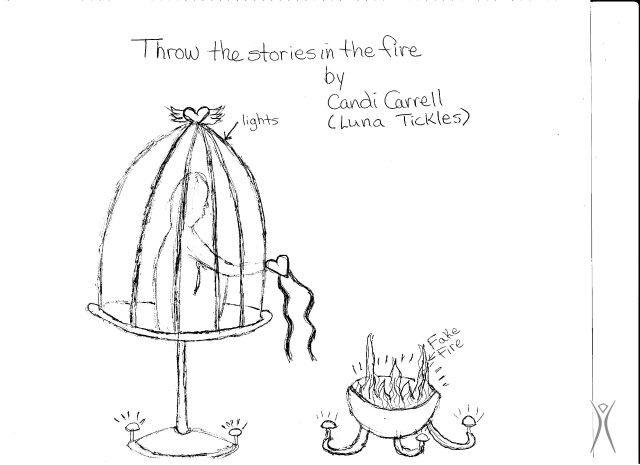 Throw the stories in the fire
by
Candi Carrell
(Luna Tickles)
lights
Fake
Fire